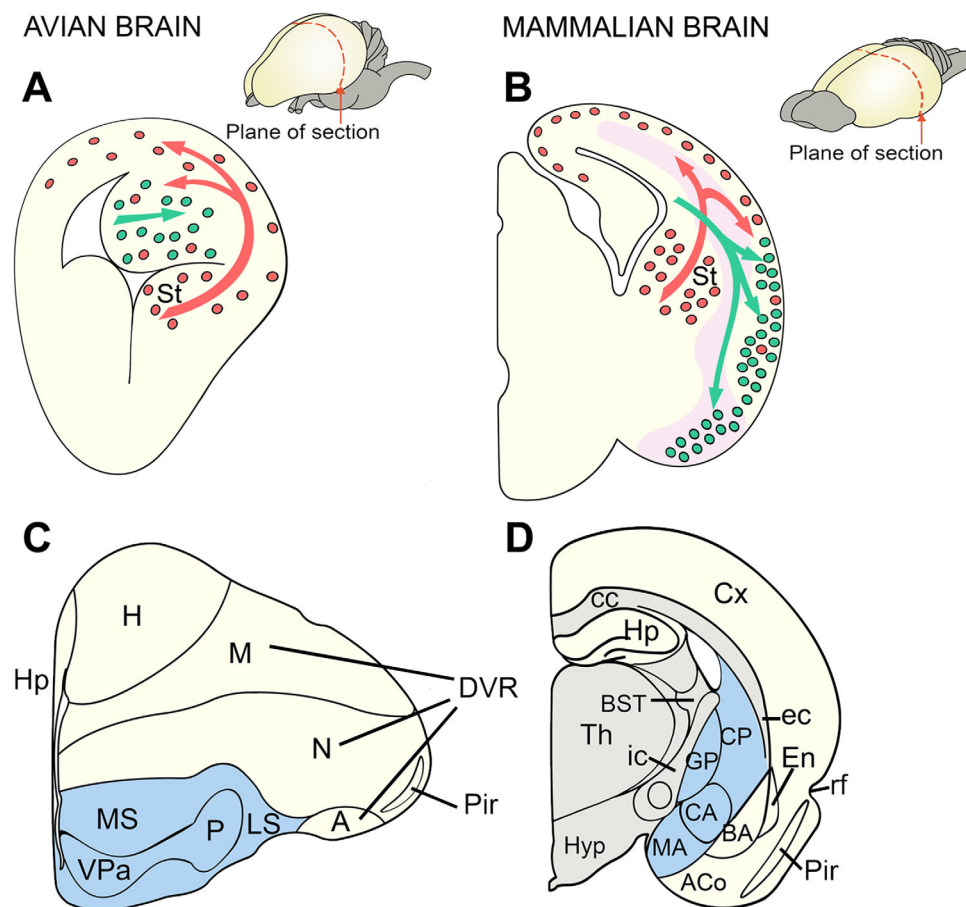 AVIAN BRAIN
MAMMALIAN BRAIN
A
Plane of section
B
Plane of section
St
St
C
D
H
M
Hp
DVR
N
Pir
MS
P
LS
A
VPa
Cx
cc
Hp
BST
ec
Th
CP
ic
GP
En
rf
CA
BA
MA
Hyp
Pir
ACo